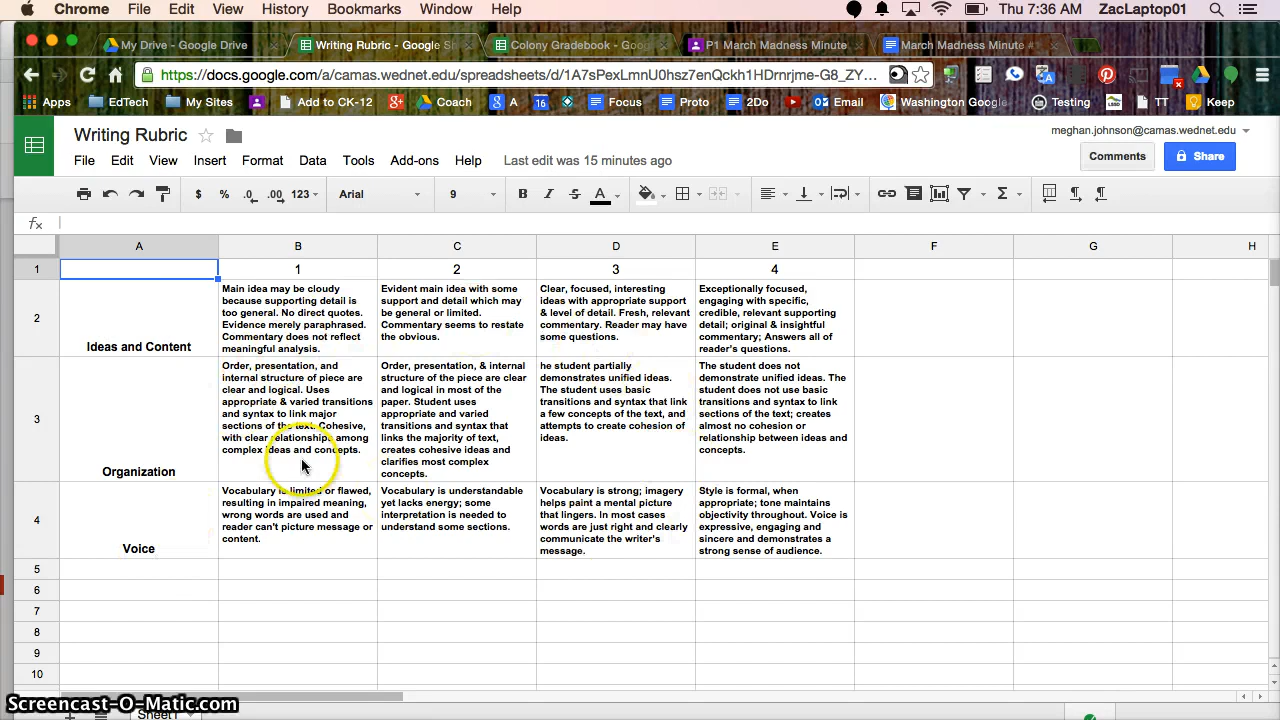 Chrome File Edit View History Bookmarks Window Help Thu 7:36 AM ZacLaptop01
My Drive - Google Drive Writing Rubric - Google Sh Colony Gradebook - Goog P1 March Madness Minute March Madness Minute #
https://docs.google.com/a/camas.wednet.edu/spreadsheets/d/1A7sPexLmnU0hsz7enQckh1HDrnrjme-G8_ZY...
Apps EdTech My Sites Add to CK-12 Coach A Focus Proto 2Do Email Washington Googl Testing TT Keep
Writing Rubric
meghan.johnson@camas.wednet.edu
File Edit View Insert Format Data Tools Add-ons Help Last edit was 15 minutes ago
Comments Share
$ % .0 .00 123 Arial 9 B I S A
fx
A B C D E F G H
1 1 2 3 4
2
Ideas and Content
Main idea may be cloudy
because supporting detail is
too general. No direct quotes.
Evidence merely paraphrased.
Commentary does not reflect
meaningful analysis.
Evident main idea with some
support and detail which may
be general or limited.
Commentary seems to restate
the obvious.
Clear, focused, interesting
ideas with appropriate support
& level of detail. Fresh, relevant
commentary. Reader may have
some questions.
Exceptionally focused,
engaging with specific,
credible, relevant supporting
detail; original & insightful
commentary; Answers all of
reader's questions.
3
Organization
Order, presentation, and
internal structure of piece are
clear and logical. Uses
appropriate & varied transitions
and syntax to link major
sections of the text. Cohesive,
with clear relationships among
complex ideas and concepts.
Order, presentation, & internal
structure of the piece are clear
and logical in most of the
paper. Student uses
appropriate and varied
transitions and syntax that
links the majority of text,
creates cohesive ideas and
clarifies most complex
concepts.
he student partially
demonstrates unified ideas.
The student uses basic
transitions and syntax that link
a few concepts of the text, and
attempts to create cohesion of
ideas.
The student does not
demonstrate unified ideas. The
student does not use basic
transitions and syntax to link
sections of the text; creates
almost no cohesion or
relationship between ideas and
concepts.
4
Voice
Vocabulary is limited or flawed,
resulting in impaired meaning,
wrong words are used and
reader can't picture message or
content.
Vocabulary is understandable
yet lacks energy; some
interpretation is needed to
understand some sections.
Vocabulary is strong; imagery
helps paint a mental picture
that lingers. In most cases
words are just right and clearly
communicate the writer's
message.
Style is formal, when
appropriate; tone maintains
objectivity throughout. Voice is
expressive, engaging and
sincere and demonstrates a
strong sense of audience.
5
6
7
8
9
10
Screencast-O-Matic.com
Sheet1